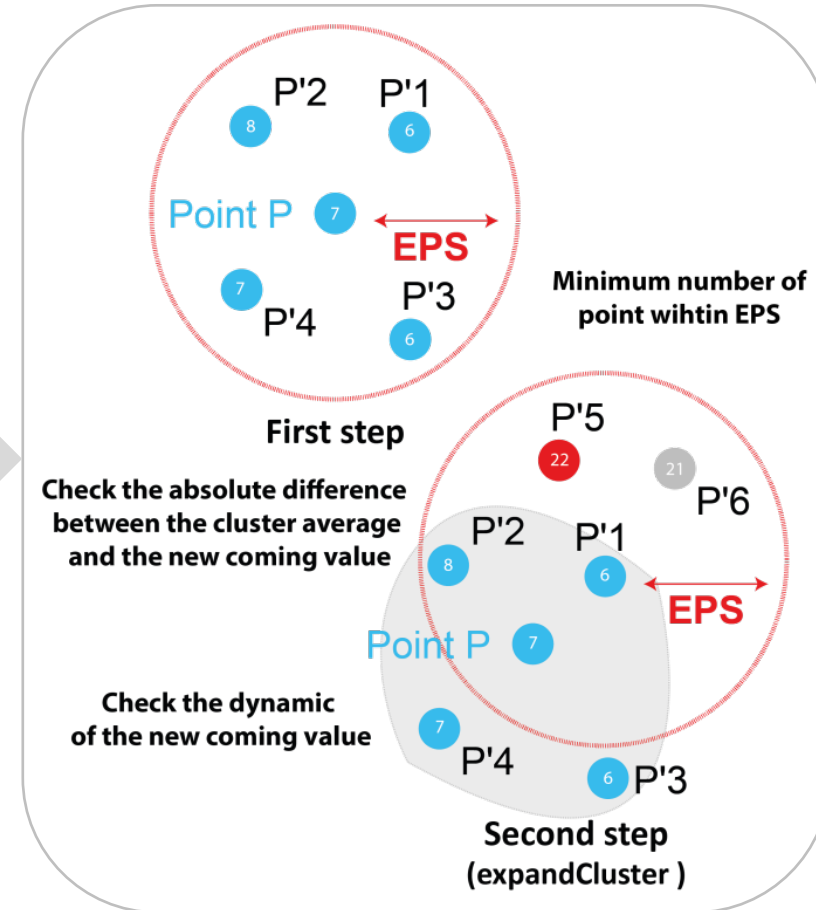 P'2
P'1
8
6
Point P
7
EPS
7
P'3
P'4
6
Minimum number of
point wihtin EPS
First step
P'5
22
21
P'6
Check the absolute difference
between the cluster average
and the new coming value
P'2
P'1
8
6
EPS
Point P
7
Check the dynamic
of the new coming value
7
P'4
6
P'3
Second step
(expandCluster )